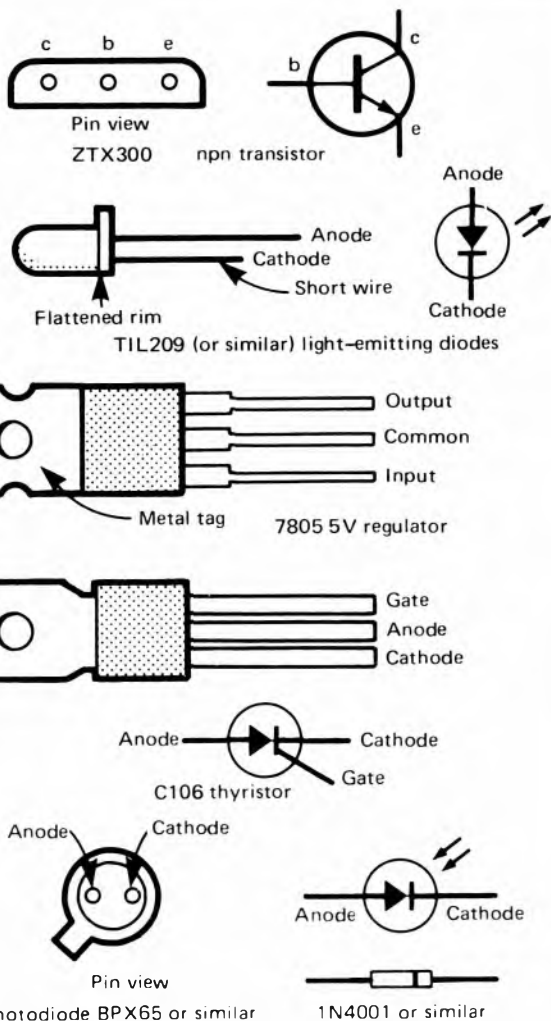 c b e
c
b
e
Pin view
ZTX300 npn transistor
Anode
Anode
Cathode
Short wire
Flattened rim
Cathode
TIL209 (or similar) light-emitting diodes
Output
Common
Input
Metal tag
7805 5V regulator
Gate
Anode
Cathode
Anode Cathode
Gate
C106 thyristor
Anode Cathode
Anode Cathode
Pin view
notodiode BPX65 or similar 1N4001 or similar